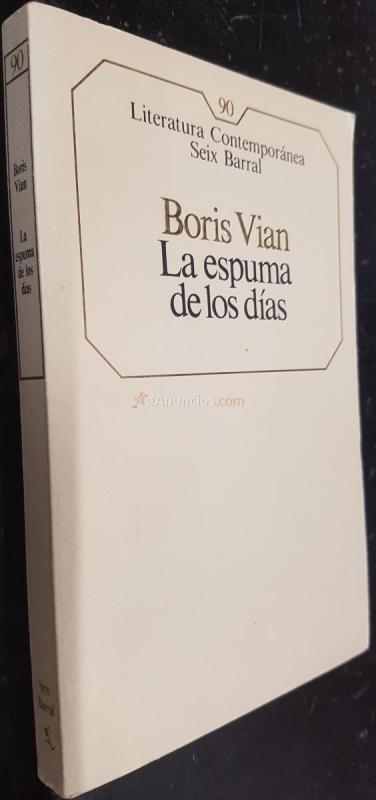 90
Literatura Contemporánea
Seix Barral
Boris Vian
La espuma
de los días
90
Boris
Vian
La
espuma
de los
días
Seix
Barral
eAnuncios.com